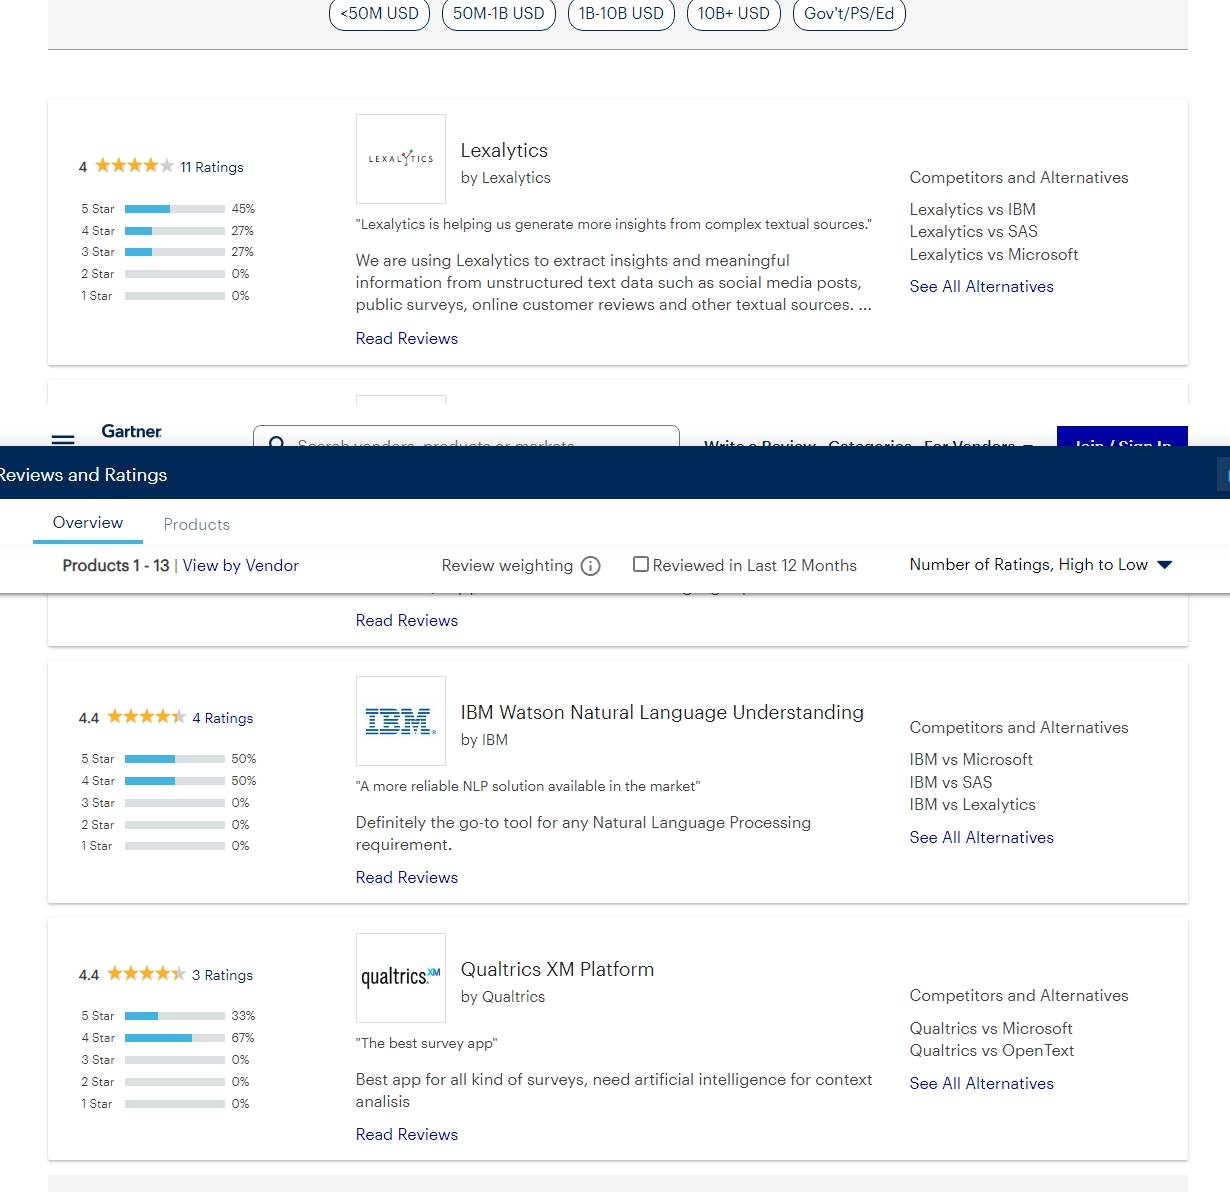 <50M USD 50M-1B USD 1B-10B USD 10B+ USD Gov't/PS/Ed
LEXALYTICS
Lexalytics
by Lexalytics
4 11 Ratings
5 Star 45%
4 Star 27%
3 Star 27%
2 Star 0%
1 Star 0%
"Lexalytics is helping us generate more insights from complex textual sources."
We are using Lexalytics to extract insights and meaningful
information from unstructured text data such as social media posts,
public surveys, online customer reviews and other textual sources. ...
Read Reviews
Competitors and Alternatives
Lexalytics vs IBM
Lexalytics vs SAS
Lexalytics vs Microsoft
See All Alternatives
Gartner
Search vendors, products or markets
Write a Review Categories For Vendors
Join / Sign In
Reviews and Ratings
Overview Products
Products 1 - 13 | View by Vendor
Review weighting i
Reviewed in Last 12 Months
Number of Ratings, High to Low
Read Reviews
IBM
IBM Watson Natural Language Understanding
by IBM
4.4 4 Ratings
5 Star 50%
4 Star 50%
3 Star 0%
2 Star 0%
1 Star 0%
"A more reliable NLP solution available in the market"
Definitely the go-to tool for any Natural Language Processing
requirement.
Read Reviews
Competitors and Alternatives
IBM vs Microsoft
IBM vs SAS
IBM vs Lexalytics
See All Alternatives
qualtrics.XM
Qualtrics XM Platform
by Qualtrics
4.4 3 Ratings
5 Star 33%
4 Star 67%
3 Star 0%
2 Star 0%
1 Star 0%
"The best survey app"
Best app for all kind of surveys, need artificial intelligence for context
analisis
Read Reviews
Competitors and Alternatives
Qualtrics vs Microsoft
Qualtrics vs OpenText
See All Alternatives